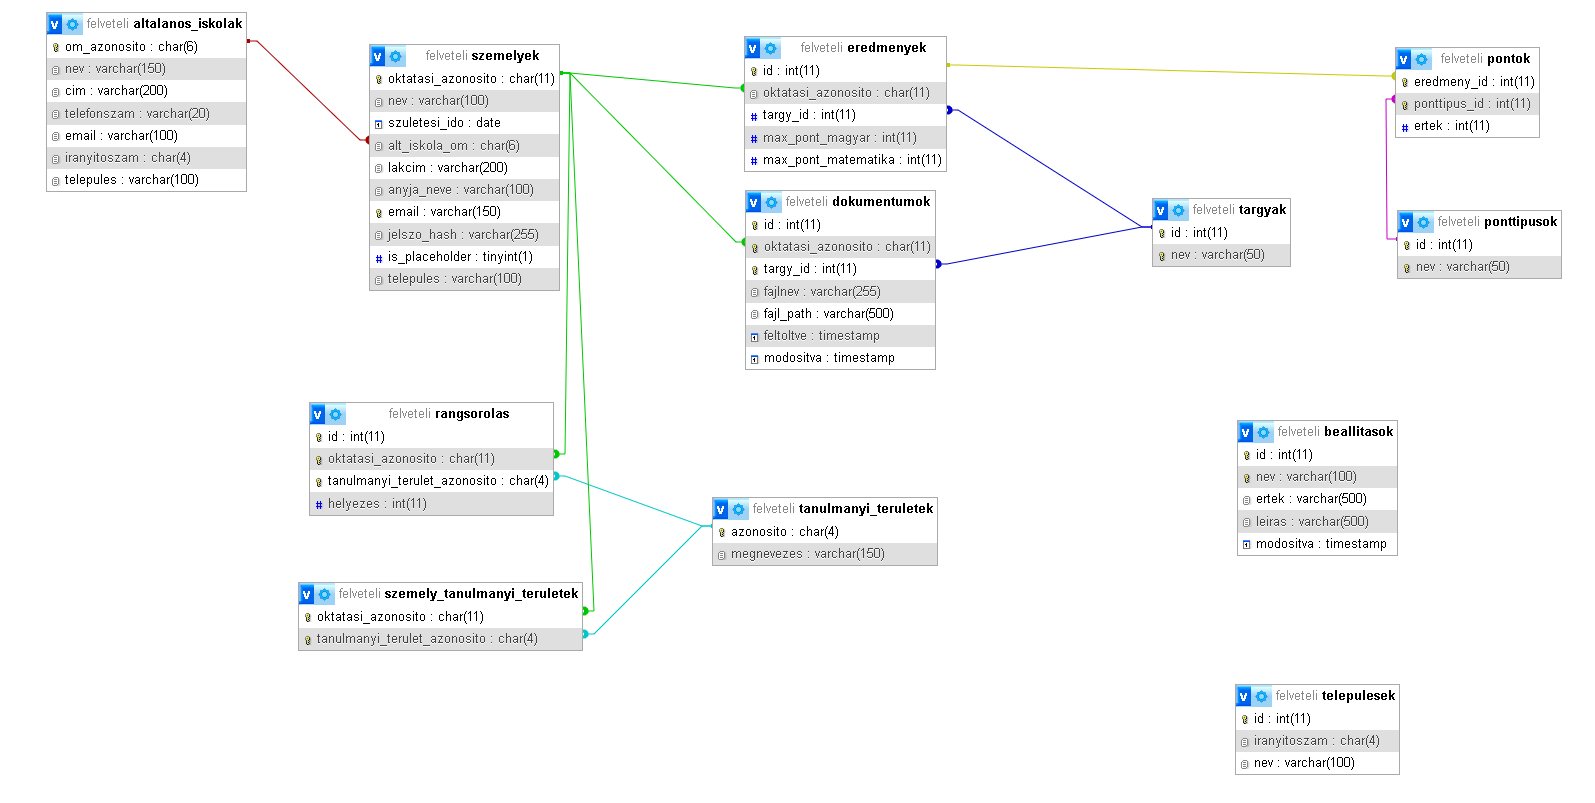 felveteli altalanos_iskolak
om_azonosito : char(6)
nev : varchar(150)
cim : varchar(200)
telefonszam : varchar(20)
email : varchar(100)
iranyitoszam : char(4)
telepules : varchar(100)
felveteli szemelyek
oktatasi_azonosito : char(11)
nev : varchar(100)
szuletesi_ido : date
alt_iskola_om : char(6)
lakcim : varchar(200)
anyja_neve : varchar(100)
email : varchar(150)
jelszo_hash : varchar(255)
is_placeholder : tinyint(1)
telepules : varchar(100)
felveteli eredmenyek
id : int(11)
oktatasi_azonosito : char(11)
targy_id : int(11)
max_pont_magyar : int(11)
max_pont_matematika : int(11)
felveteli dokumentumok
id : int(11)
oktatasi_azonosito : char(11)
targy_id : int(11)
fajlnev : varchar(255)
fajl_path : varchar(500)
feltoltve : timestamp
modositva : timestamp
felveteli targyak
id : int(11)
nev : varchar(50)
felveteli pontok
eredmeny_id : int(11)
ponttipus_id : int(11)
ertek : int(11)
felveteli ponttipusok
id : int(11)
nev : varchar(50)
felveteli rangsorolas
id : int(11)
oktatasi_azonosito : char(11)
tanulmanyi_terulet_azonosito : char(4)
helyezes : int(11)
felveteli tanulmanyi_teruletek
azonosito : char(4)
megnevezes : varchar(150)
felveteli szemely_tanulmanyi_teruletek
oktatasi_azonosito : char(11)
tanulmanyi_terulet_azonosito : char(4)
felveteli beallitasok
id : int(11)
nev : varchar(100)
ertek : varchar(500)
leiras : varchar(500)
modositva : timestamp
felveteli telepulesek
id : int(11)
iranyitoszam : char(4)
nev : varchar(100)